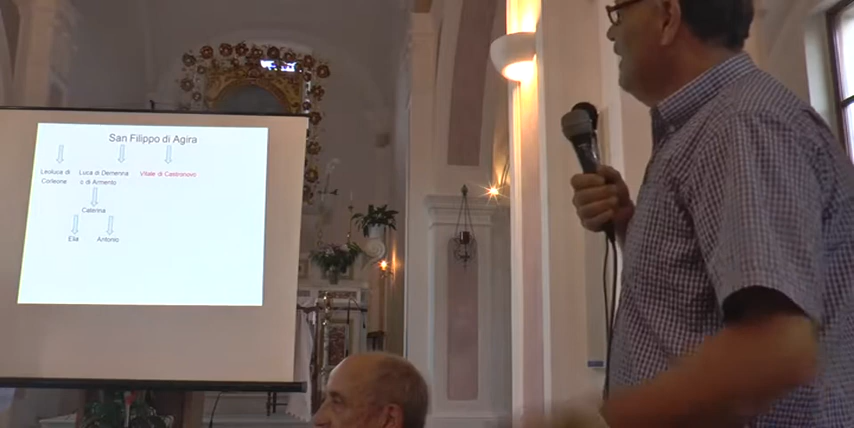 San Filippo di Agira
Leoluca di Corleone
Luca di Demenna o di Armento
Vitale di Castronovo
Caterina
Elia Antonio